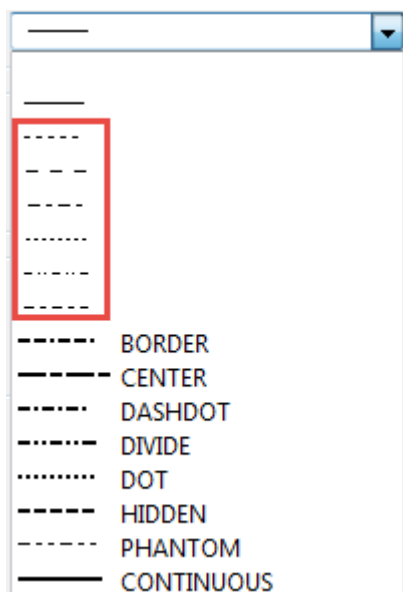 BORDER
CENTER
DASHDOT
DIVIDE
DOT
HIDDEN
PHANTOM
CONTINUOUS